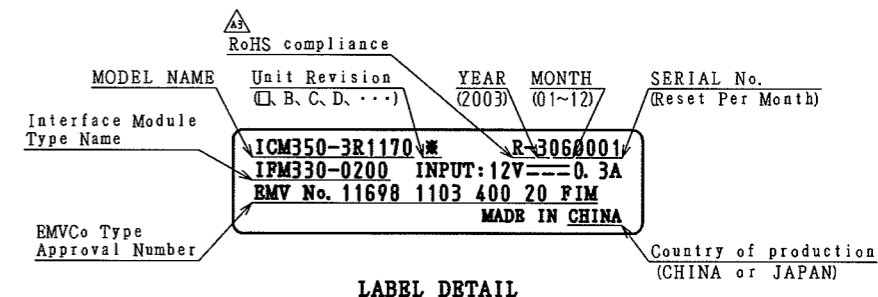 A3
RoHS compliance
MODEL NAME
Unit Revision
(□、B、C、D、・・・)
YEAR
(2003)
MONTH
(01~12)
SERIAL No.
(Reset Per Month)
Interface Module
Type Name
ICM350-3R1170 * R-3060001
IFM330-0200 INPUT:12V⎓0.3A
EMV No. 11698 1103 400 20 FIM
MADE IN CHINA
EMVCo Type
Approval Number
Country of production
(CHINA or JAPAN)
LABEL DETAIL